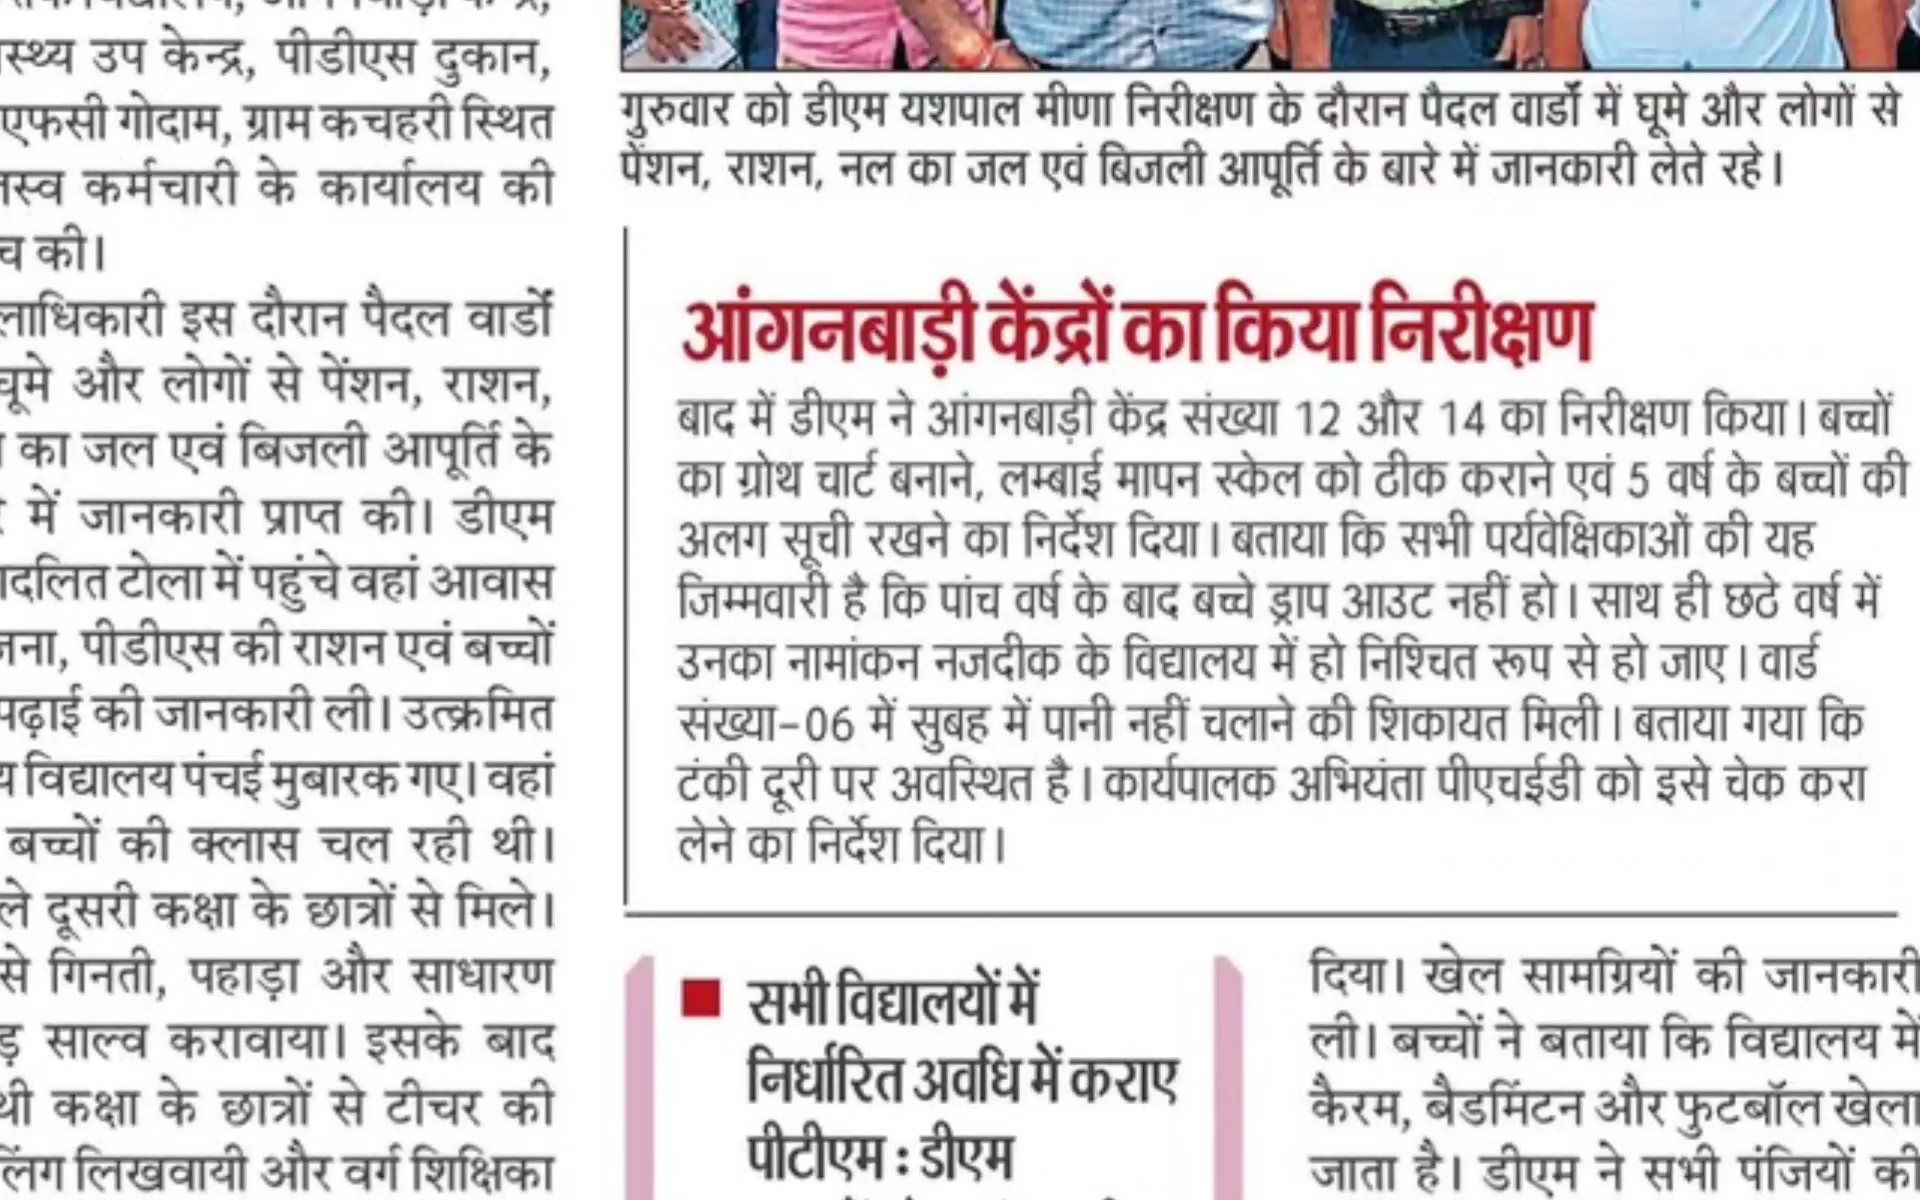 उप केन्द्र, पीडीएस दुकान,
एफसी गोदाम, ग्राम कचहरी स्थित
कर्मचारी के कार्यालय की
की।
इस दौरान पैदल वार्डों
घूमे और लोगों से पेंशन, राशन,
का जल एवं बिजली आपूर्ति के
में जानकारी प्राप्त की। डीएम
टोला में पहुंचे वहां आवास
पीडीएस की राशन एवं बच्चों
पढ़ाई की जानकारी ली। उत्क्रमित
विद्यालय पंचई मुबारक गए। वहां
बच्चों की क्लास चल रही थी।
दूसरी कक्षा के छात्रों से मिले।
से गिनती, पहाड़ा और साधारण
साल्व करावाया। इसके बाद
कक्षा के छात्रों से टीचर की
लिखवायी और वर्ग शिक्षिका
गुरुवार को डीएम यशपाल मीणा निरीक्षण के दौरान पैदल वार्डों में घूमे और लोगों से
पेंशन, राशन, नल का जल एवं बिजली आपूर्ति के बारे में जानकारी लेते रहे।
आंगनबाड़ी केंद्रों का किया निरीक्षण
बाद में डीएम ने आंगनबाड़ी केंद्र संख्या 12 और 14 का निरीक्षण किया। बच्चों
का ग्रोथ चार्ट बनाने, लम्बाई मापन स्केल को ठीक कराने एवं 5 वर्ष के बच्चों की
अलग सूची रखने का निर्देश दिया। बताया कि सभी पर्यवेक्षिकाओं की यह
जिम्मवारी है कि पांच वर्ष के बाद बच्चे ड्राप आउट नहीं हो। साथ ही छठे वर्ष में
उनका नामांकन नजदीक के विद्यालय में हो निश्चित रूप से हो जाए। वार्ड
संख्या-06 में सुबह में पानी नहीं चलाने की शिकायत मिली। बताया गया कि
टंकी दूरी पर अवस्थित है। कार्यपालक अभियंता पीएचईडी को इसे चेक करा
लेने का निर्देश दिया।
सभी विद्यालयों में
निर्धारित अवधि में कराए
पीटीएम : डीएम
दिया। खेल सामग्रियों की जानकारी
ली। बच्चों ने बताया कि विद्यालय में
कैरम, बैडमिंटन और फुटबॉल खेला
जाता है। डीएम ने सभी पंजियों की